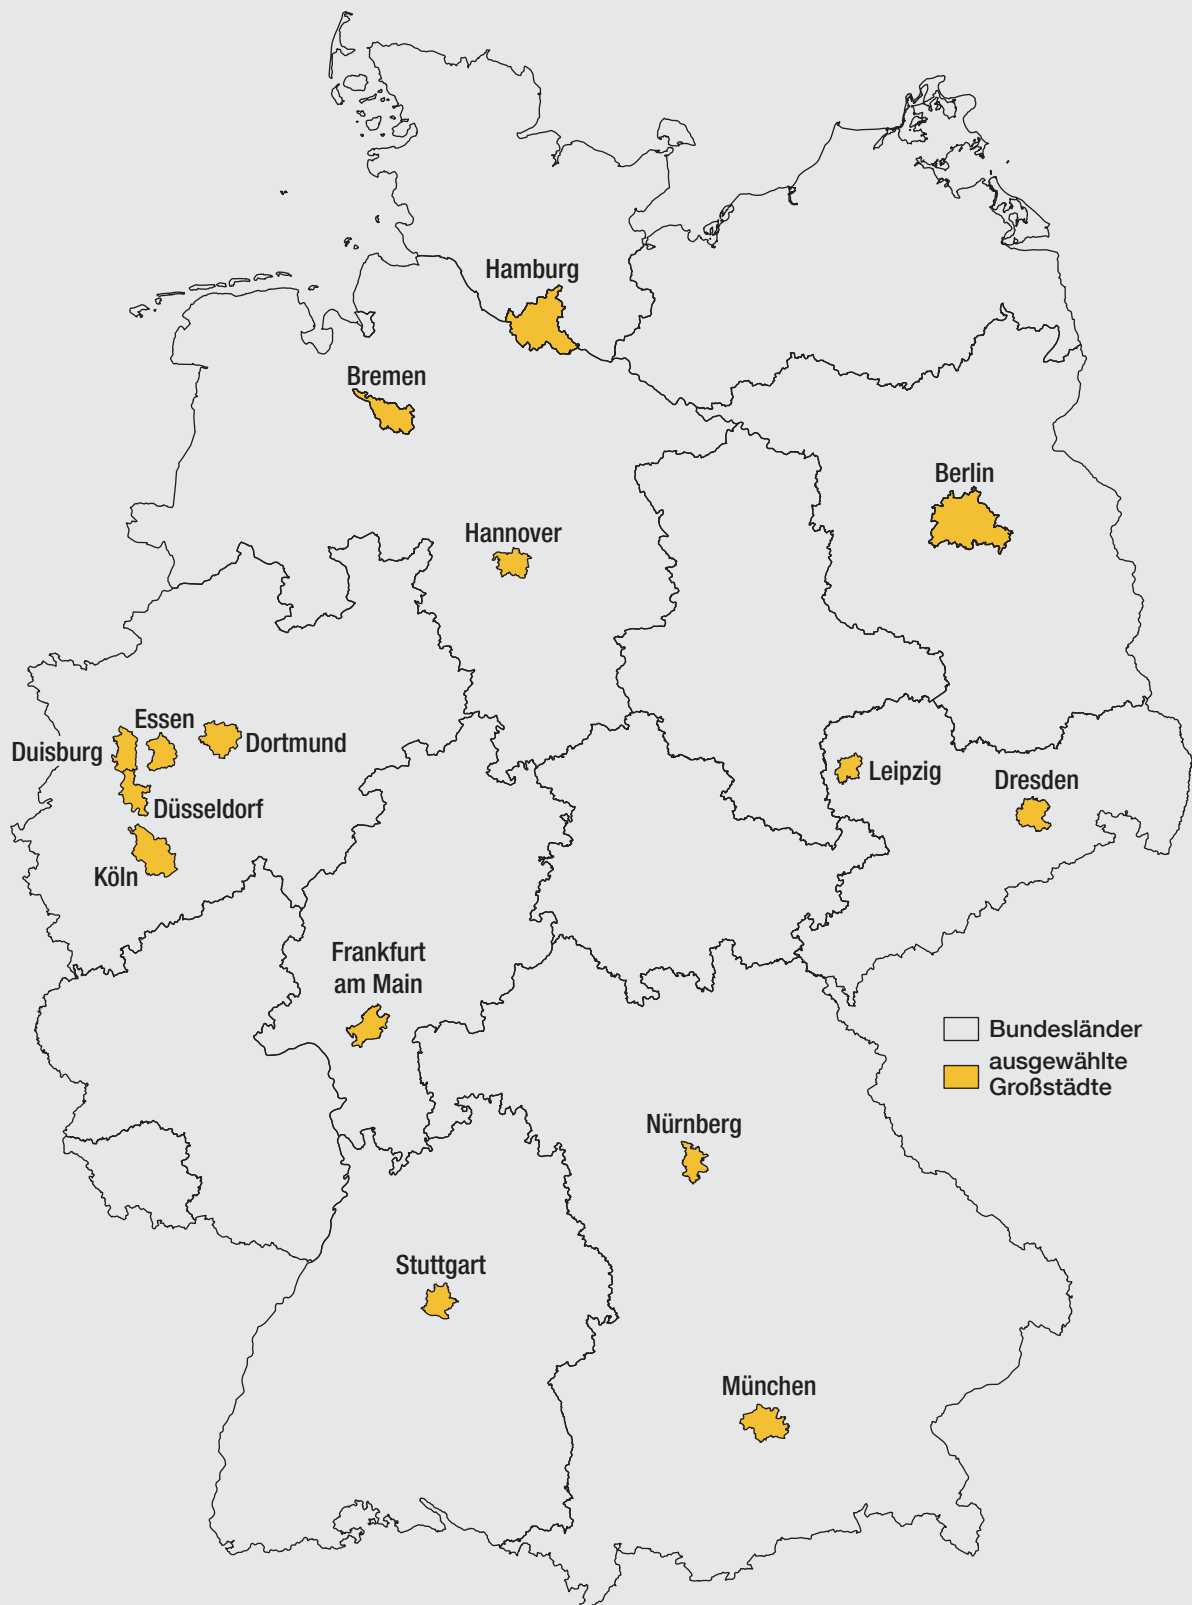 Hamburg
Bremen
Berlin
Hannover
Essen
Duisburg
Dortmund
Leipzig
Dresden
Düsseldorf
Köln
Frankfurt
am Main
Bundesländer
ausgewählte
Großstädte
Nürnberg
Stuttgart
München